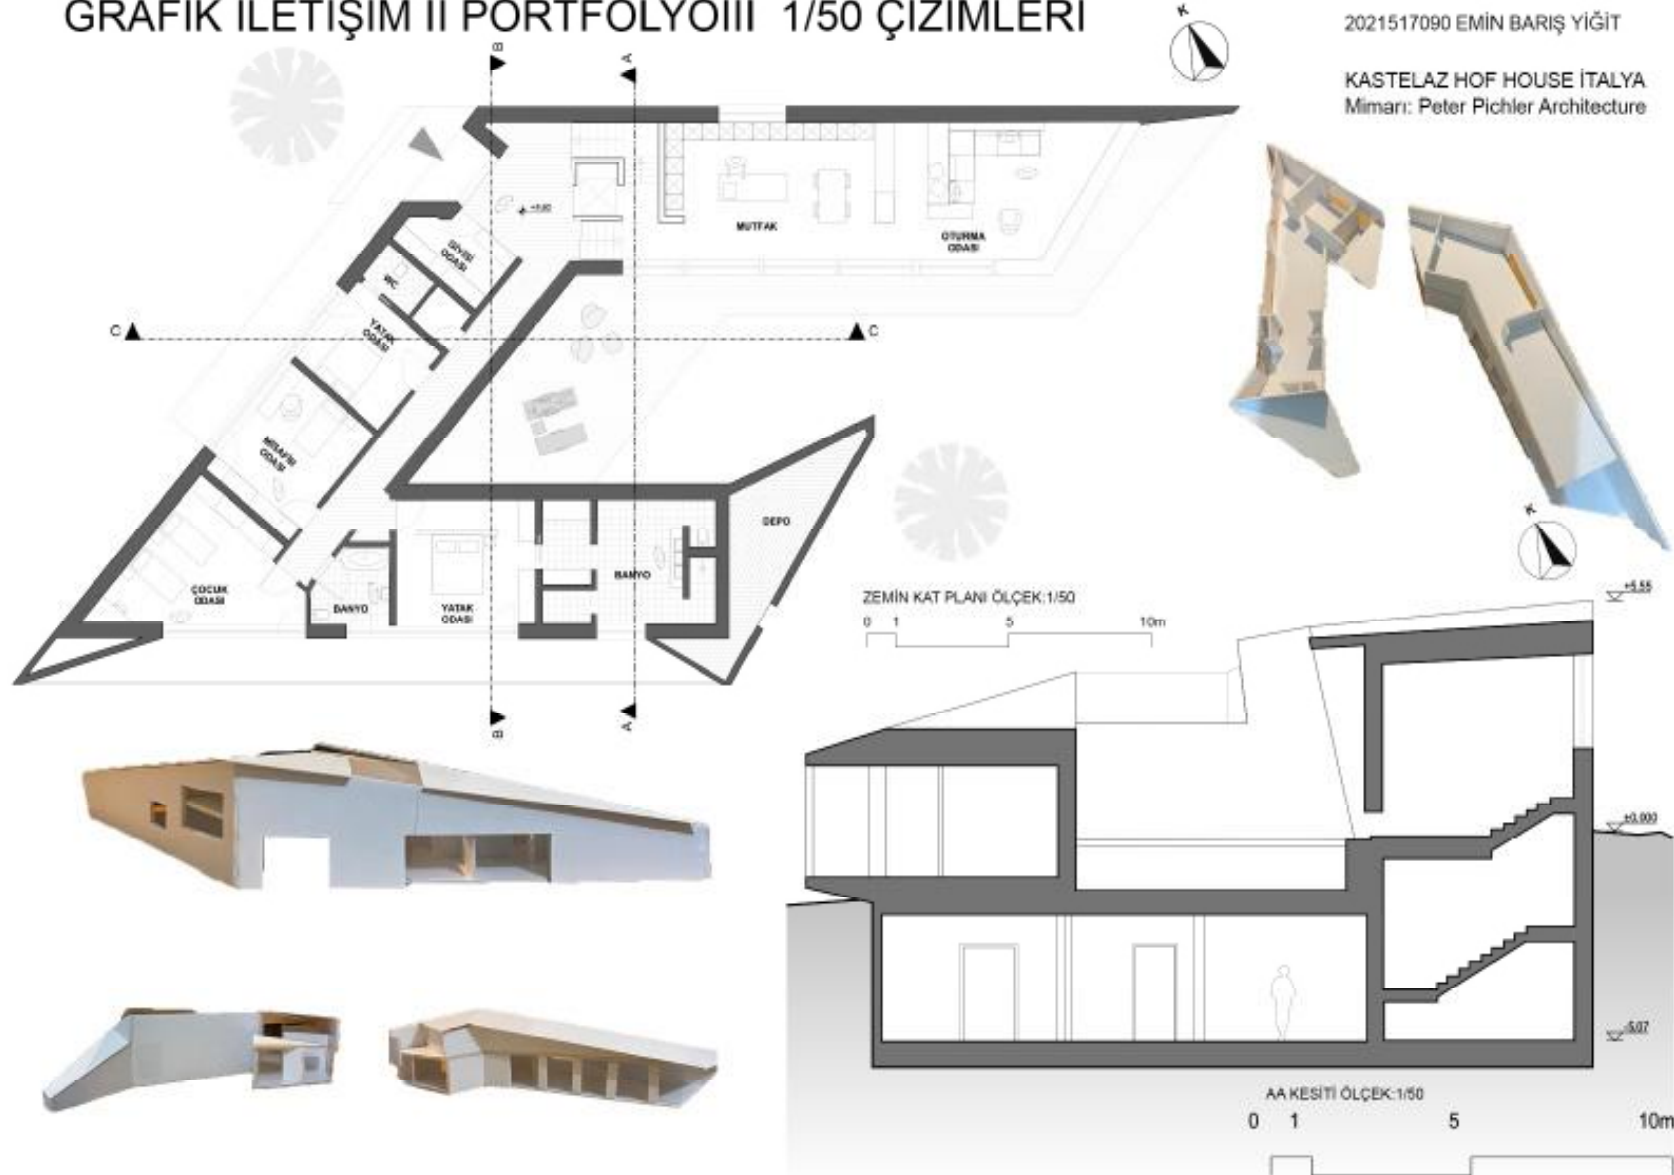 GRAFİK İLETİŞİM II PORTFOLYOIII 1/50 ÇİZİMLERİ
2021517090 EMİN BARIŞ YİĞİT
KASTELAZ HOF HOUSE İTALYA
Mimarı: Peter Pichler Architecture
K
B
A
MUTFAK
OTURMA
ODASI
WC
YATAK
ODASI
C
C
MİSAFİR
ODASI
DEPO
ÇOCUK
ODASI
BANYO
YATAK
ODASI
BANYO
B
A
K
ZEMİN KAT PLANI ÖLÇEK:1/50
0 1 5 10m
+5.55
±0.000
-5.07
AA KESİTİ ÖLÇEK:1/50
0 1 5 10m